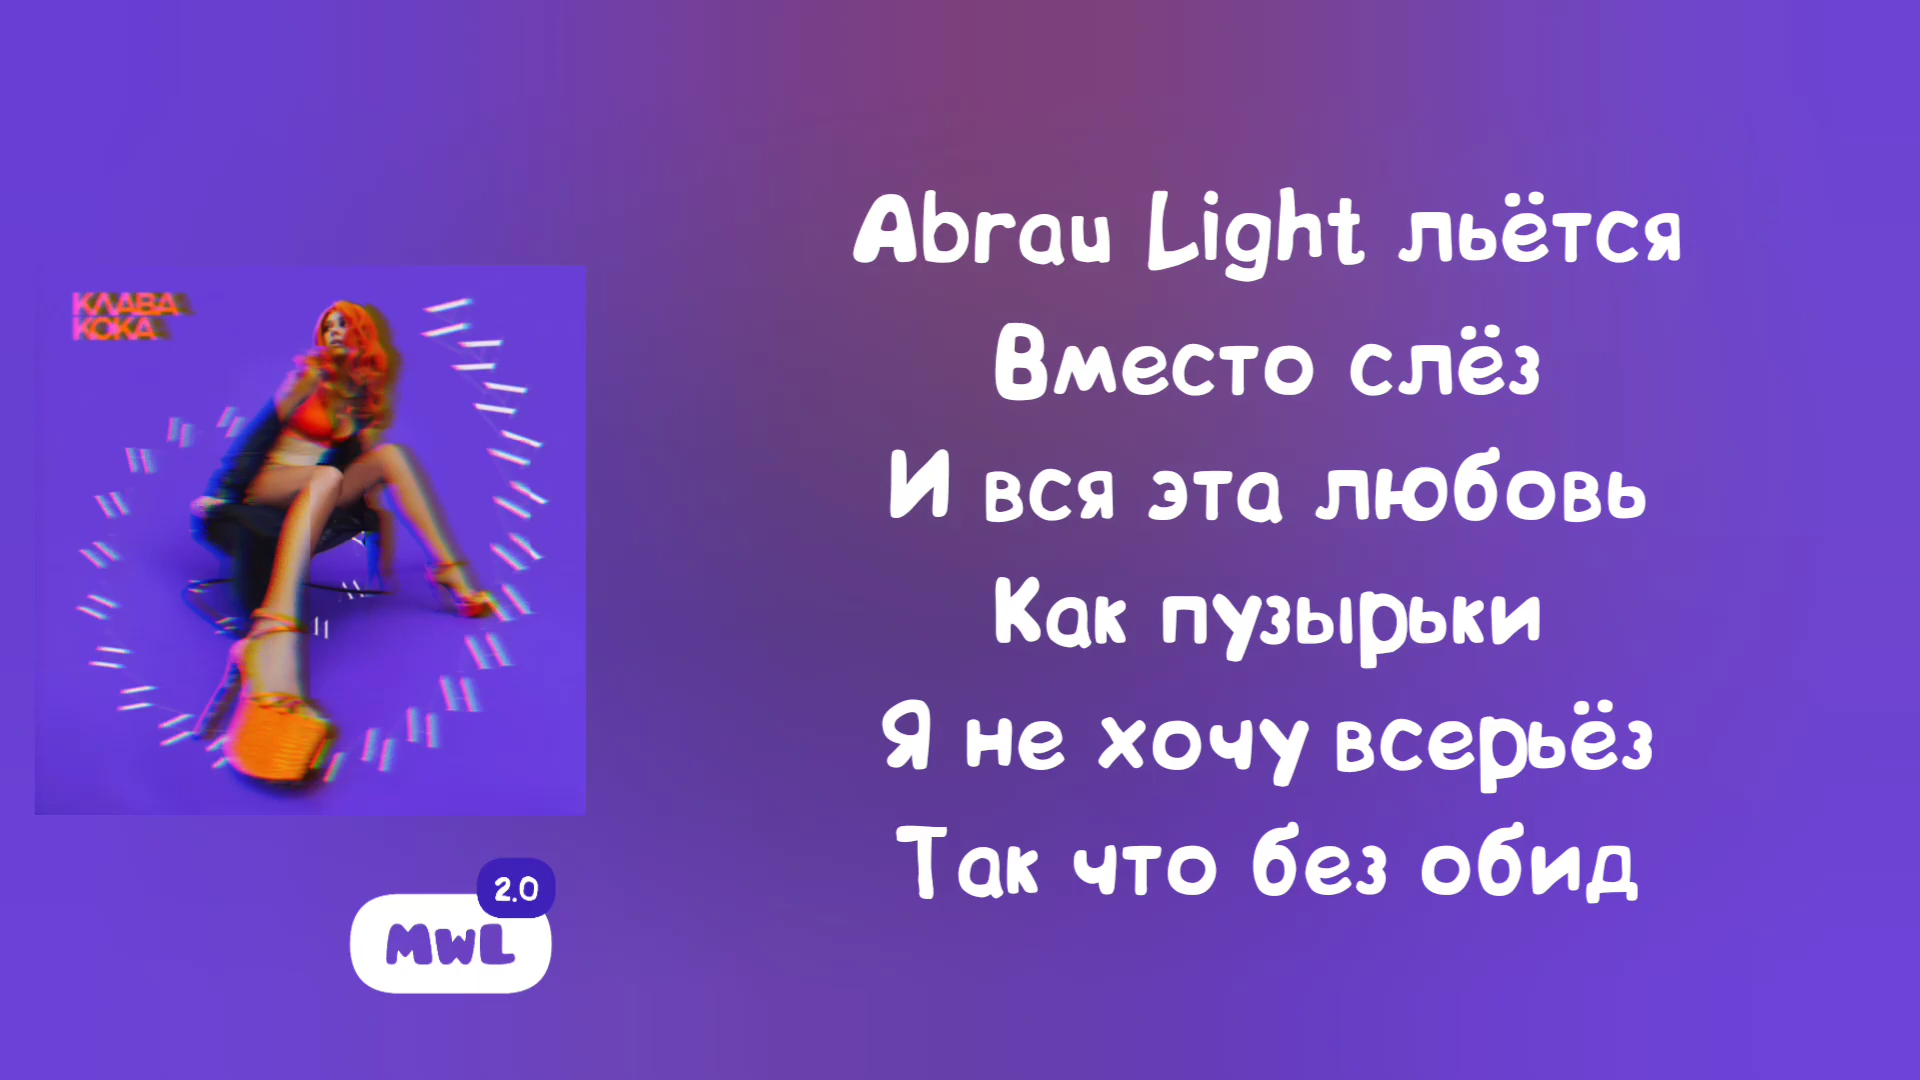 КЛАВА
КОКА
Abrau Light льётся
Вместо слёз
И вся эта любовь
Как пузырьки
Я не хочу всерьёз
Так что без обид
2.0
MWL